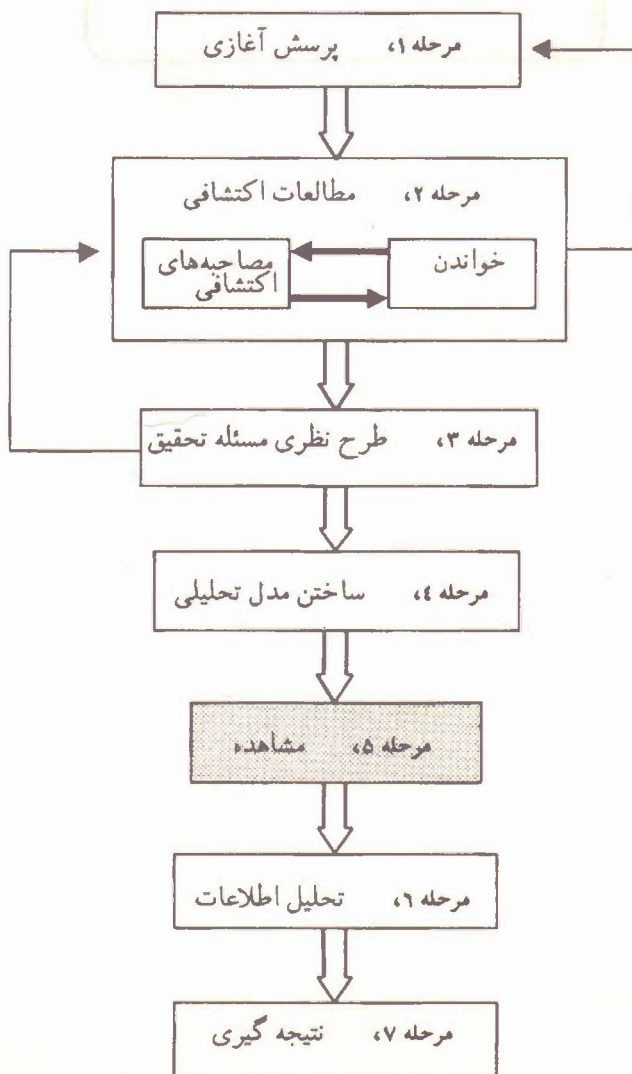 مرحله ۱، پرسش آغازی
مرحله ۲، مطالعات اکتشافی
خواندن
مصاحبه‌های
اکتشافی
مرحله ۳، طرح نظری مسئله تحقیق
مرحله ٤، ساختن مدل تحلیلی
مرحله ۵، مشاهده
مرحله ٦، تحلیل اطلاعات
مرحله ۷، نتیجه گیری